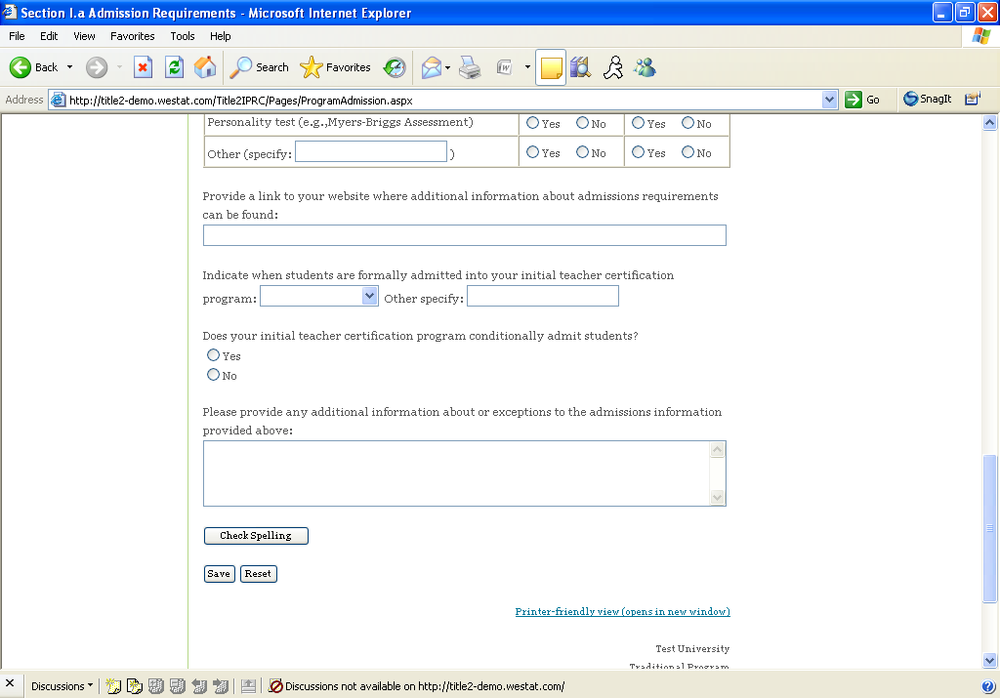 Section I.a Admission Requirements - Microsoft Internet Explorer
File Edit View Favorites Tools Help
Back Search Favorites
Address http://title2-demo.westat.com/Title2IPRC/Pages/ProgramAdmission.aspx Go SnagIt
Personality test (e.g.,Myers-Briggs Assessment) Yes No Yes No
Other (specify: ) Yes No Yes No
Provide a link to your website where additional information about admissions requirements
can be found:
Indicate when students are formally admitted into your initial teacher certification
program: Other specify:
Does your initial teacher certification program conditionally admit students?
Yes
No
Please provide any additional information about or exceptions to the admissions information
provided above:
Check Spelling
Save Reset
Printer-friendly view (opens in new window)
Test University
Traditional Program
Discussions Discussions not available on http://title2-demo.westat.com/